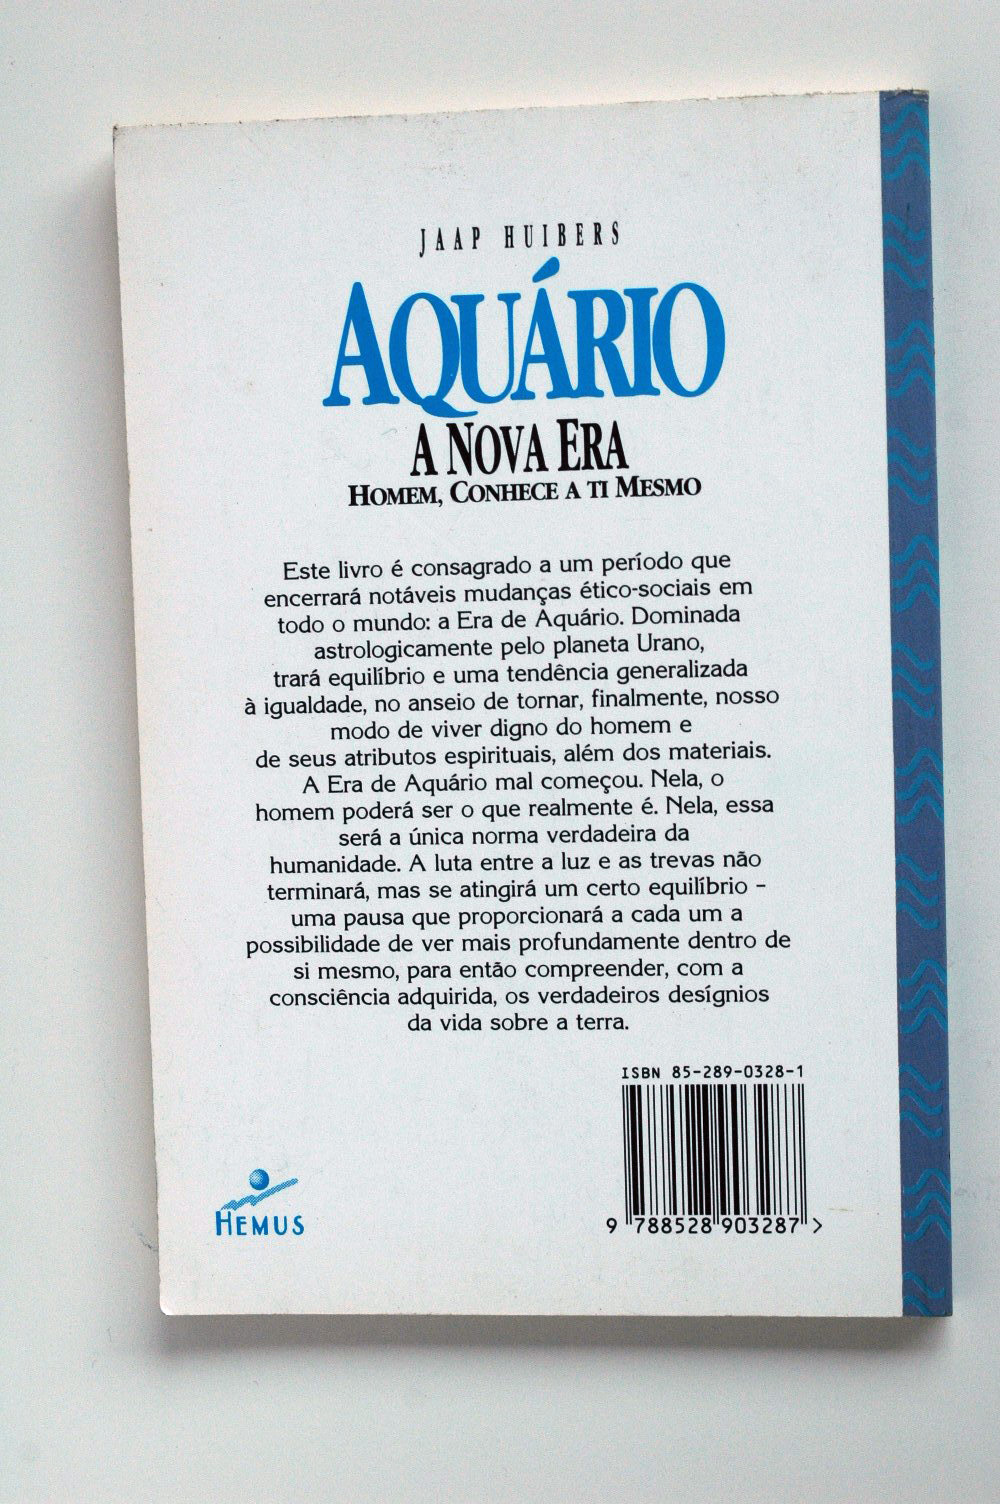 JAAP HUIBERS
AQUÁRIO
A NOVA ERA
HOMEM, CONHECE A TI MESMO
Este livro é consagrado a um período que
encerrará notáveis mudanças ético-sociais em
todo o mundo: a Era de Aquário. Dominada
astrologicamente pelo planeta Urano,
trará equilíbrio e uma tendência generalizada
à igualdade, no anseio de tornar, finalmente, nosso
modo de viver digno do homem e
de seus atributos espirituais, além dos materiais.
A Era de Aquário mal começou. Nela, o
homem poderá ser o que realmente é. Nela, essa
será a única norma verdadeira da
humanidade. A luta entre a luz e as trevas não
terminará, mas se atingirá um certo equilíbrio –
uma pausa que proporcionará a cada um a
possibilidade de ver mais profundamente dentro de
si mesmo, para então compreender, com a
consciência adquirida, os verdadeiros desígnios
da vida sobre a terra.
ISBN 85-289-0328-1
9 788528 903287 >
HEMUS